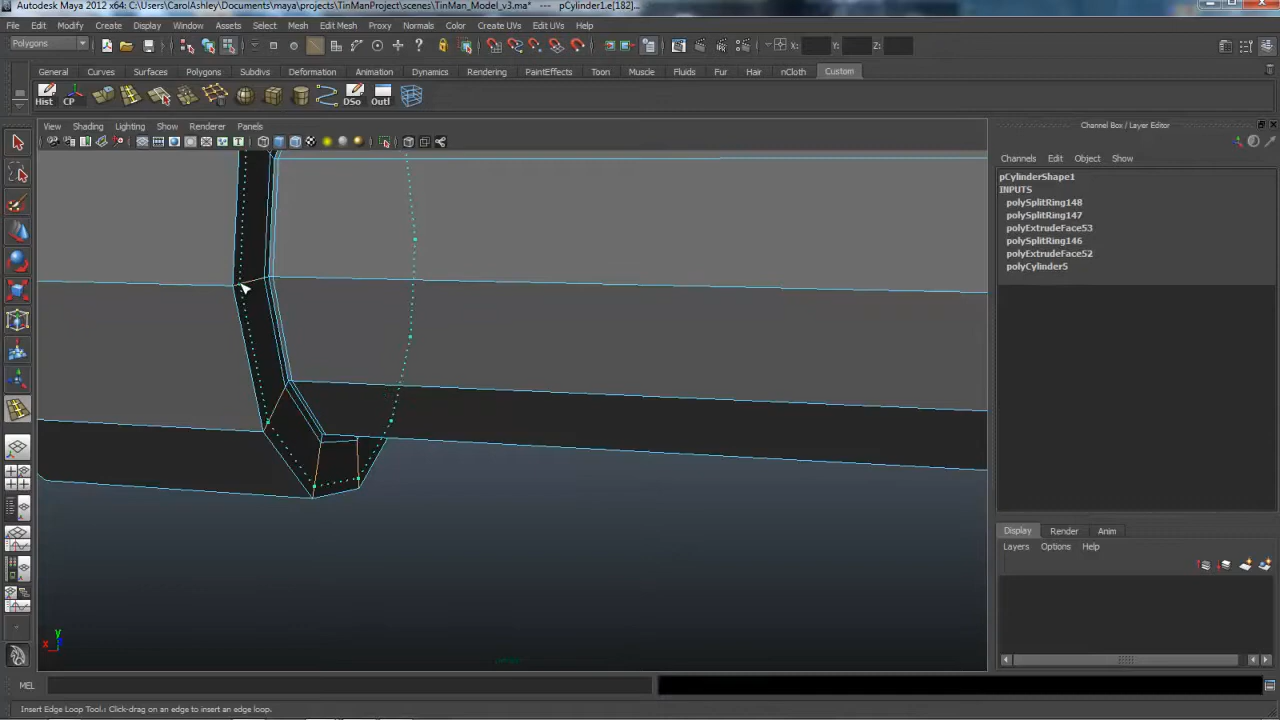 Autodesk Maya 2012 x64: C:\Users\CarolAshley\Documents\maya\projects\TinManProject\scenes\TinMan_Model_v3.ma* --- pCylinder1.e[182]...
File Edit Modify Create Display Window Assets Select Mesh Edit Mesh Proxy Normals Color Create UVs Edit UVs Help
Polygons X: Y: Z:
General Curves Surfaces Polygons Subdivs Deformation Animation Dynamics Rendering PaintEffects Toon Muscle Fluids Fur Hair nCloth Custom
Hist CP DSo Outl
View Shading Lighting Show Renderer Panels
Channel Box / Layer Editor
Channels Edit Object Show
pCylinderShape1
INPUTS
polySplitRing148
polySplitRing147
polyExtrudeFace53
polySplitRing146
polyExtrudeFace52
polyCylinder5
Display Render Anim
Layers Options Help
y
x
MEL
Insert Edge Loop Tool: Click-drag on an edge to insert an edge loop.